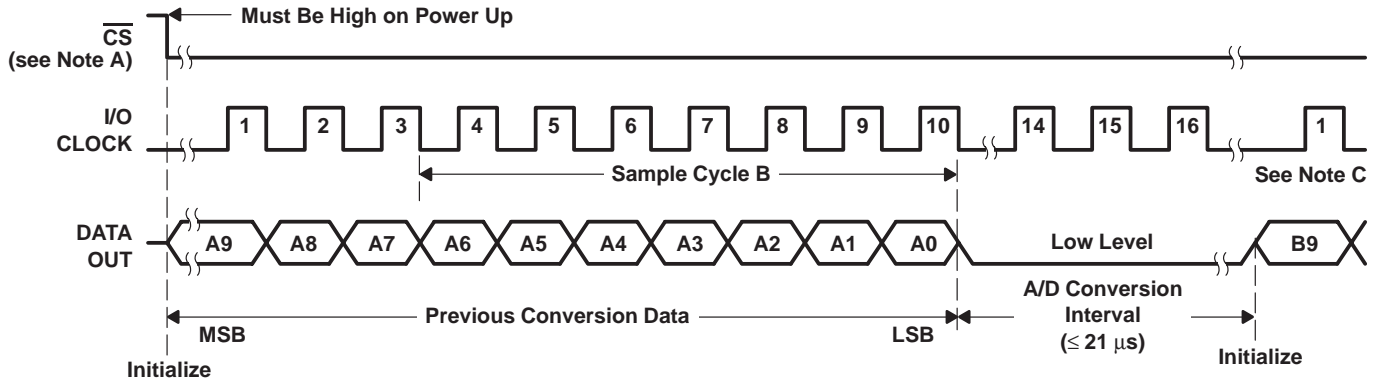 Must Be High on Power Up
CS
(see Note A)
I/O
CLOCK
1 2 3 4 5 6 7 8 9 10 14 15 16 1
Sample Cycle B
See Note C
DATA
OUT
A9 A8 A7 A6 A5 A4 A3 A2 A1 A0 Low Level B9
A/D Conversion
Interval
(≤ 21 μs)
Previous Conversion Data
MSB LSB
Initialize Initialize